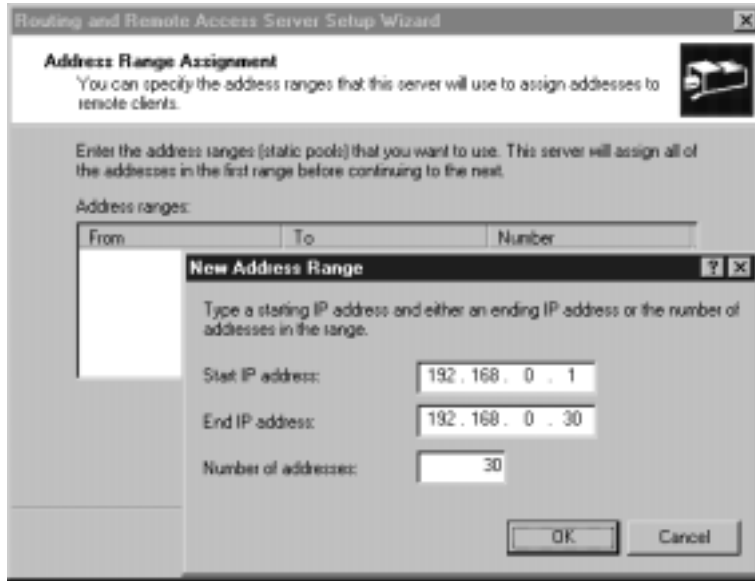 Routing and Remote Access Server Setup Wizard
Address Range Assignment
You can specify the address ranges that this server will use to assign addresses to
remote clients.
Enter the address ranges (static pools) that you want to use. This server will assign all of
the addresses in the first range before continuing to the next.
Address ranges:
From To Number
New Address Range
Type a starting IP address and either an ending IP address or the number of
addresses in the range.
Start IP address: 192 . 168 . 0 . 1
End IP address: 192 . 168 . 0 . 30
Number of addresses: 30
OK Cancel